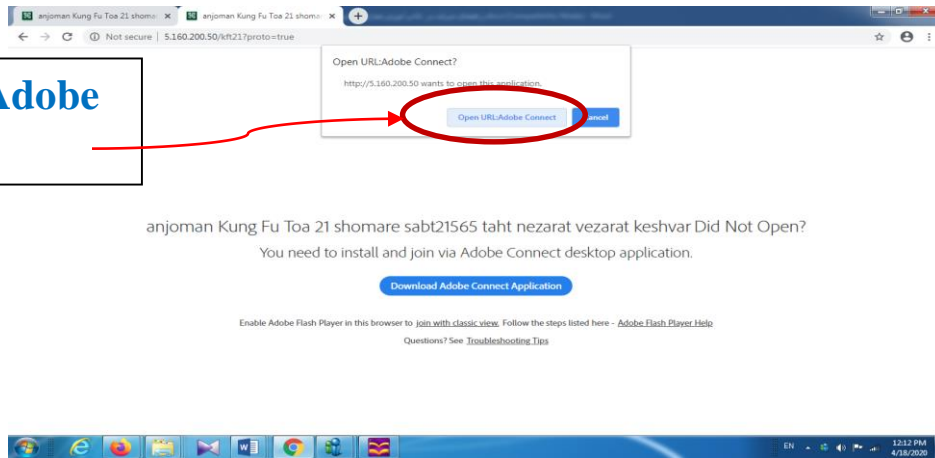 anjoman Kung Fu Toa 21 shoma
anjoman Kung Fu Toa 21 shoma
Not secure | 5.160.200.50/kft21?proto=true
Open URL:Adobe Connect?
http://5.160.200.50 wants to open this application.
Open URL:Adobe Connect
Cancel
Adobe
anjoman Kung Fu Toa 21 shomare sabt21565 taht nezarat vezarat keshvar Did Not Open?
You need to install and join via Adobe Connect desktop application.
Download Adobe Connect Application
Enable Adobe Flash Player in this browser to join with classic view. Follow the steps listed here - Adobe Flash Player Help
Questions? See Troubleshooting Tips
EN
12:12 PM
4/18/2020